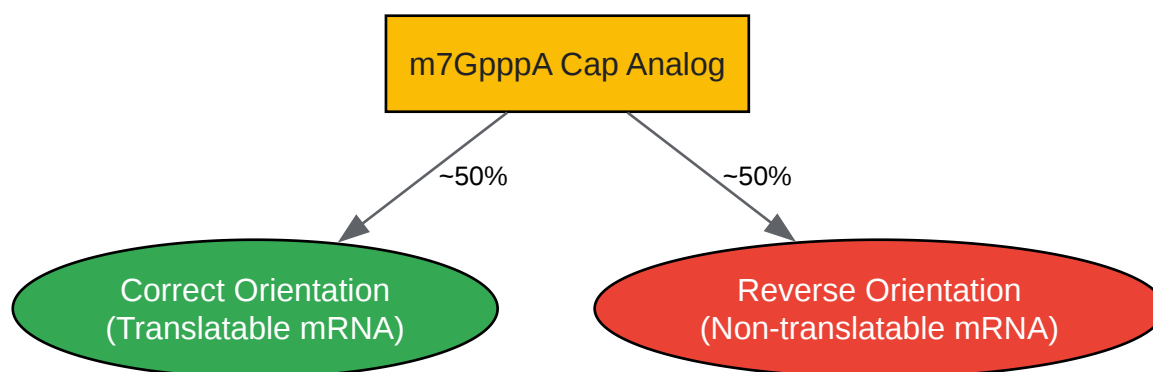 m7GpppA Cap Analog
~50%
~50%
Correct Orientation
(Translatable mRNA)
Reverse Orientation
(Non-translatable mRNA)